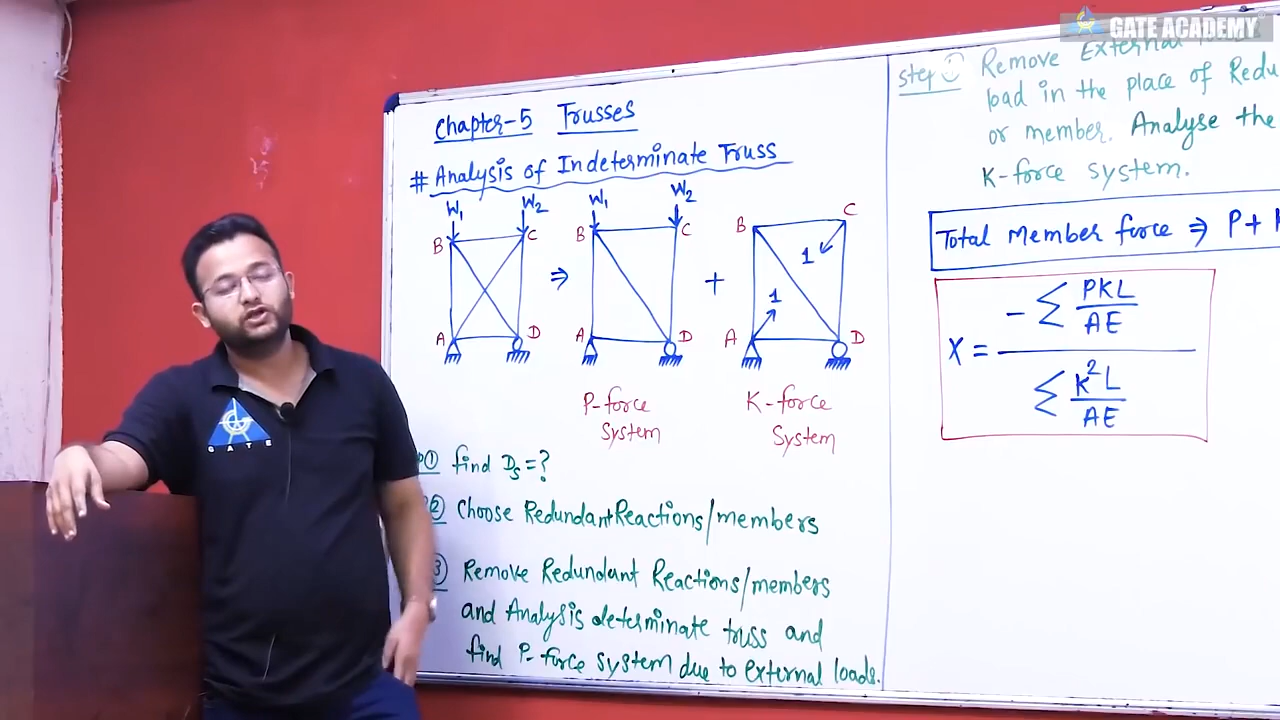 GATE ACADEMY
Chapter-5 Trusses
# Analysis of Indeterminate Truss
W₁ W₂ W₁ W₂
B C B C B C
1
⇒ +
1
A D A D A D
P-force System
K-force System
① find Ds=?
② Choose Redundant Reactions/members
③ Remove Redundant Reactions/members
and Analysis determinate truss and
find P-force system due to external loads.
step
Remove External
load in the place of Redu
or member. Analyse the
K-force system.
Total Member force ⇒ P+
X = - Σ PKL/AE / Σ K²L/AE
GATE